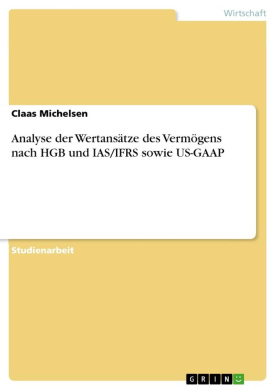 Wirtschaft
Claas Michelsen
Analyse der Wertansätze des Vermögens
nach HGB und IAS/IFRS sowie US-GAAP
Studienarbeit
GRIN